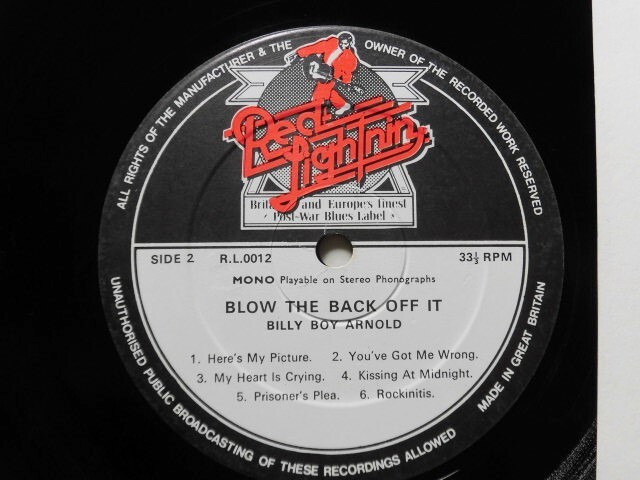 ALL RIGHTS OF THE MANUFACTURER & THE OWNER OF THE RECORDED WORK RESERVED
Red
Lightnin'
Brit and Europe's finest
Post-War Blues Label
SIDE 2 R.L.0012 33⅓ RPM
MONO Playable on Stereo Phonographs
BLOW THE BACK OFF IT
BILLY BOY ARNOLD
1. Here's My Picture. 2. You've Got Me Wrong.
3. My Heart Is Crying. 4. Kissing At Midnight.
5. Prisoner's Plea. 6. Rockinitis.
UNAUTHORISED PUBLIC BROADCASTING OF THESE RECORDINGS ALLOWED
MADE IN GREAT BRITAIN